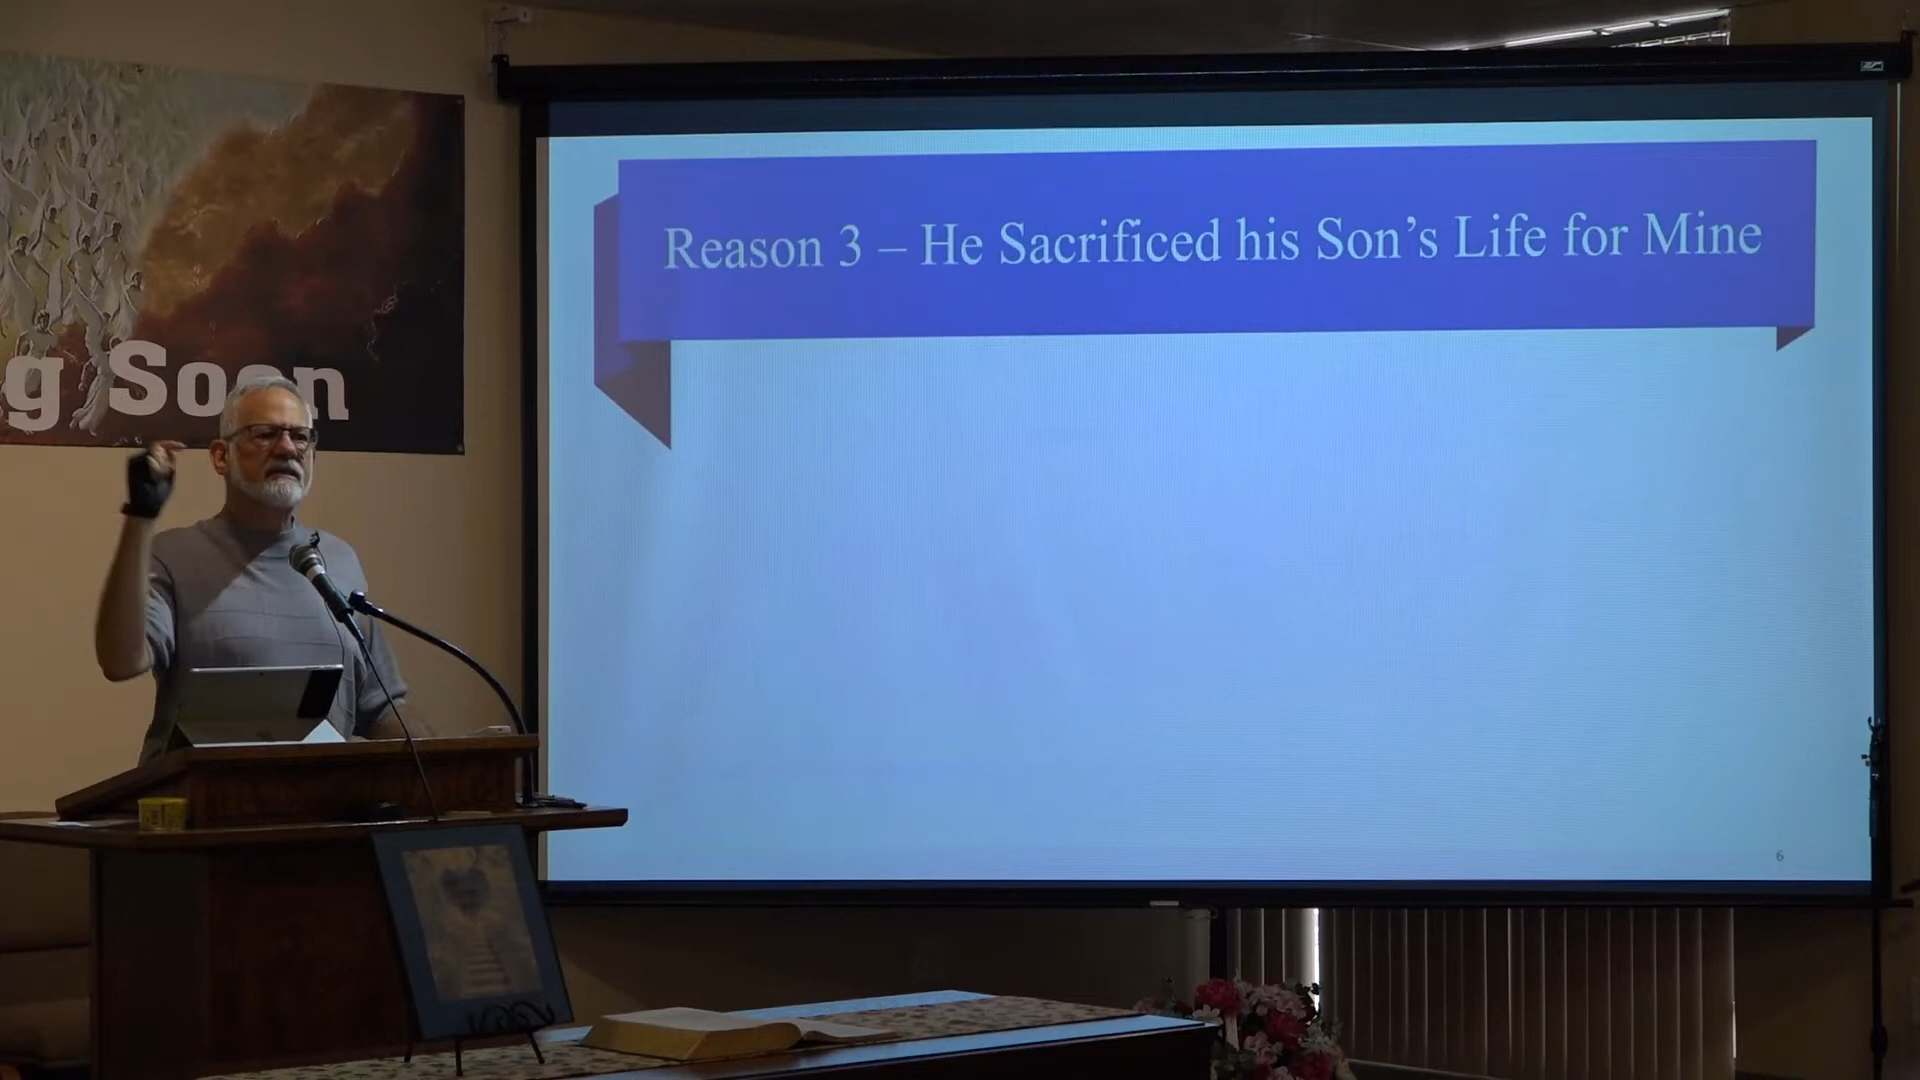 Reason 3 – He Sacrificed his Son’s Life for Mine
g Soon
6